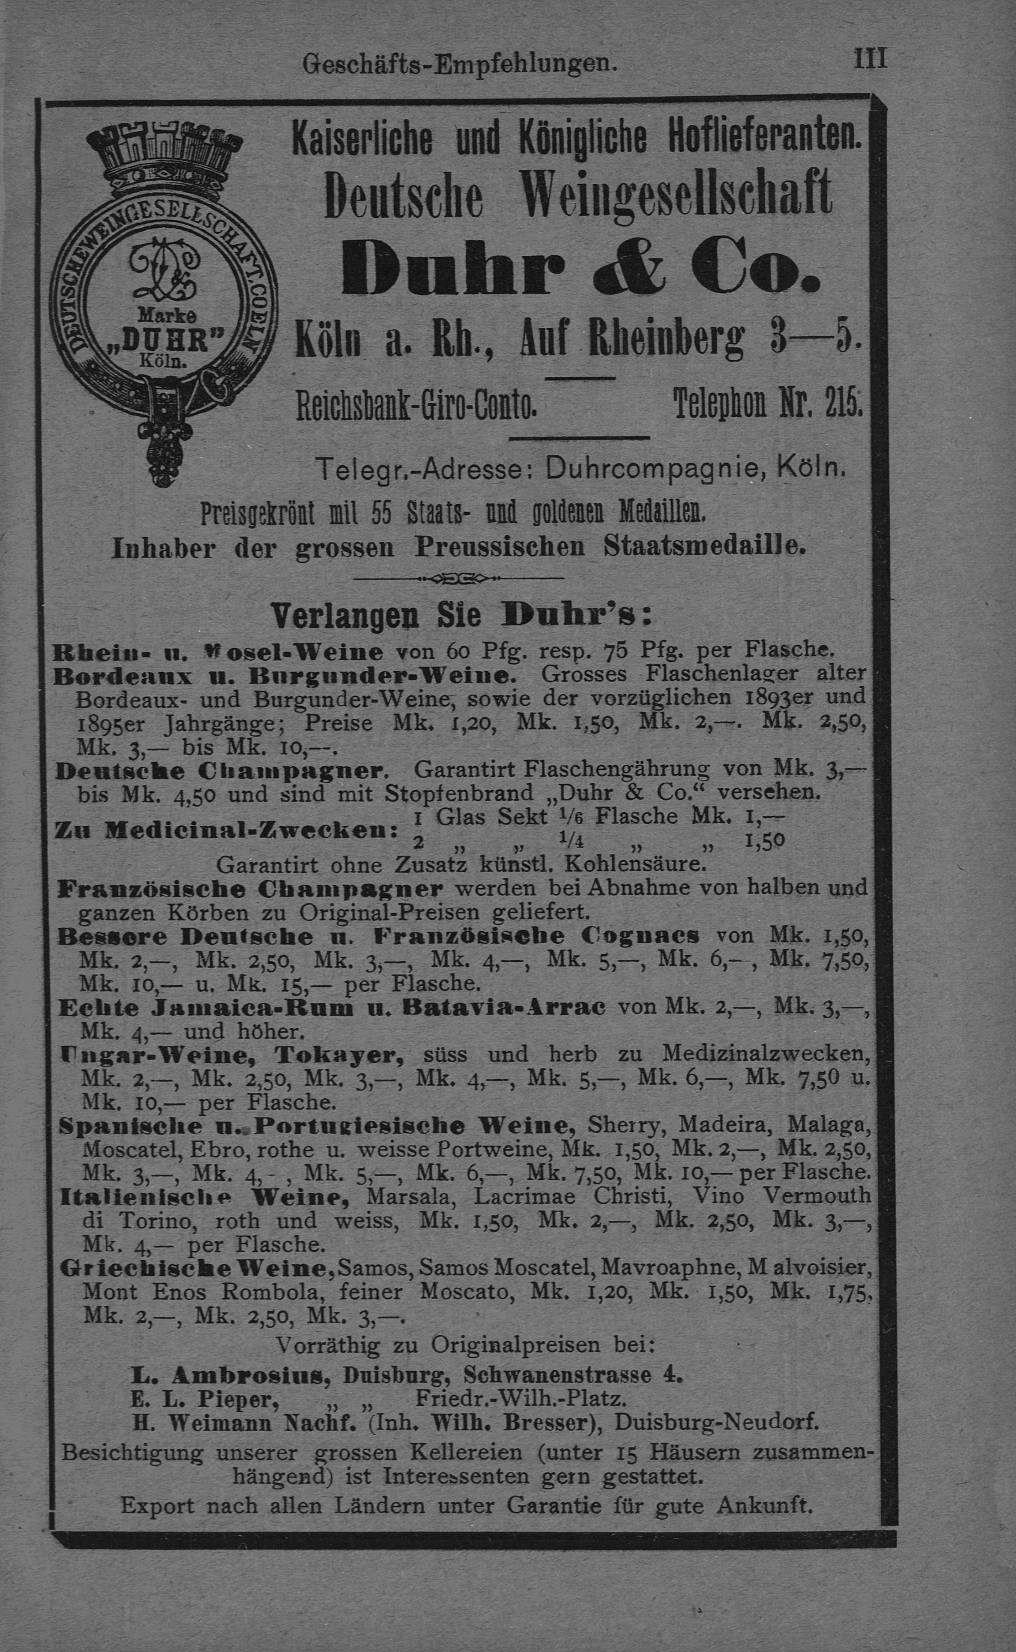 Geschäfts-Empfehlungen.
III
DEUTSCHE WEINGESELLSCHAFT. COELN
Marke
„DUHR"
Köln.
Kaiserliche und Königliche Hoflieferanten.
Deutsche Weingesellschaft
Duhr & Co.
Köln a. Rh., Auf Rheinberg 3—5.
Reichsbank-Giro-Conto. Telephon Nr. 215.
Telegr.-Adresse: Duhrcompagnie, Köln.
Preisgekrönt mit 55 Staats- und goldenen Medaillen.
Inhaber der grossen Preussischen Staatsmedaille.
Verlangen Sie Duhr's:
Rhein- u. Mosel-Weine von 60 Pfg. resp. 75 Pfg. per Flasche.
Bordeaux u. Burgunder-Weine. Grosses Flaschenlager alter
Bordeaux- und Burgunder-Weine, sowie der vorzüglichen 1893er und
1895er Jahrgänge; Preise Mk. 1,20, Mk. 1,50, Mk. 2,—. Mk. 2,50,
Mk. 3,— bis Mk. 10,—.
Deutsche Champagner. Garantirt Flaschengährung von Mk. 3,—
bis Mk. 4,50 und sind mit Stopfenbrand „Duhr & Co.“ versehen.
Zu Medicinal-Zwecken: 1 Glas Sekt 1/6 Flasche Mk. 1,—
2 „ „ 1/4 „ „ 1,50
Garantirt ohne Zusatz künstl. Kohlensäure.
Französische Champagner werden bei Abnahme von halben und
ganzen Körben zu Original-Preisen geliefert.
Bessere Deutsche u. Französische Cognacs von Mk. 1,50,
Mk. 2,—, Mk. 2,50, Mk. 3,—, Mk. 4,—, Mk. 5,—, Mk. 6,—, Mk. 7,50,
Mk. 10,— u. Mk. 15,— per Flasche.
Echte Jamaica-Rum u. Batavia-Arrac von Mk. 2,—, Mk. 3,—,
Mk. 4,— und höher.
Ungar-Weine, Tokayer, süss und herb zu Medizinalzwecken,
Mk. 2,—, Mk. 2,50, Mk. 3,—, Mk. 4,—, Mk. 5,—, Mk. 6,—, Mk. 7,50 u.
Mk. 10,— per Flasche.
Spanische u. Portugiesische Weine, Sherry, Madeira, Malaga,
Moscatel, Ebro, rothe u. weisse Portweine, Mk. 1,50, Mk. 2,—, Mk. 2,50,
Mk. 3,—, Mk. 4,-, Mk. 5,—, Mk. 6,—, Mk. 7,50, Mk. 10,— per Flasche.
Italienische Weine, Marsala, Lacrimae Christi, Vino Vermouth
di Torino, roth und weiss, Mk. 1,50, Mk. 2,—, Mk. 2,50, Mk. 3,—,
Mk. 4,— per Flasche.
Griechische Weine, Samos, Samos Moscatel, Mavroaphne, Malvoisier,
Mont Enos Rombola, feiner Moscato, Mk. 1,20, Mk. 1,50, Mk. 1,75,
Mk. 2,—, Mk. 2,50, Mk. 3,—.
Vorräthig zu Originalpreisen bei:
L. Ambrosius, Duisburg, Schwanenstrasse 4.
E. L. Pieper, „ „ Friedr.-Wilh.-Platz.
H. Weimann Nachf. (Inh. Wilh. Bresser), Duisburg-Neudorf.
Besichtigung unserer grossen Kellereien (unter 15 Häusern zusammen-
hängend) ist Interessenten gern gestattet.
Export nach allen Ländern unter Garantie für gute Ankunft.